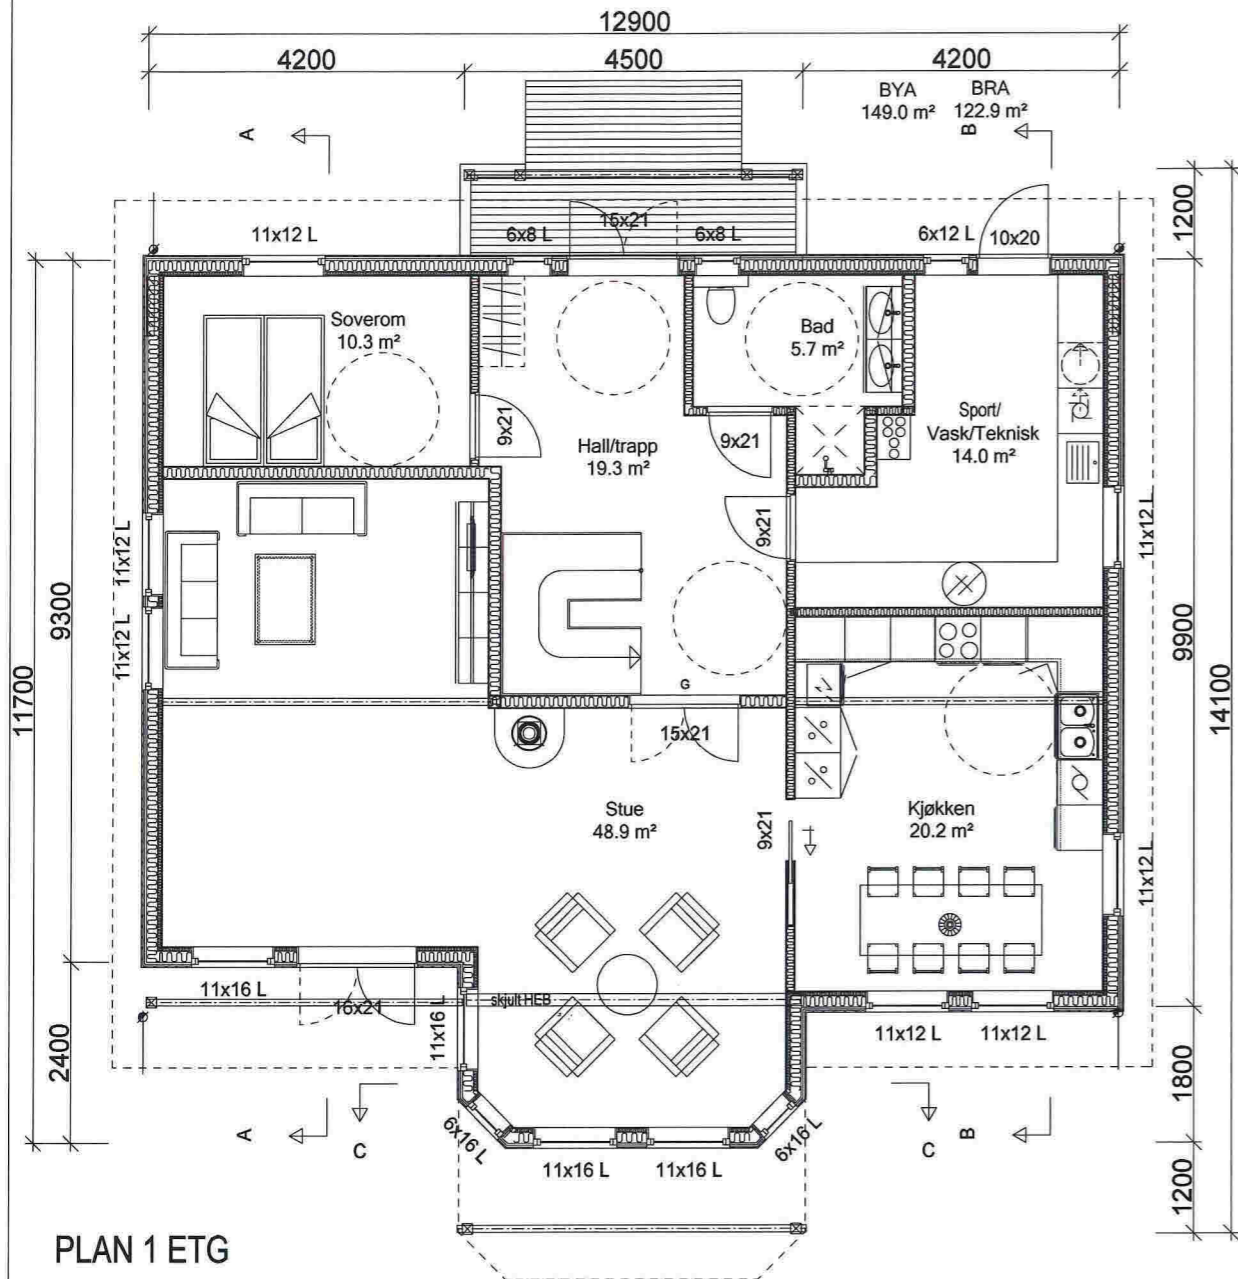 12900
4200
4500
4200
BYA
149.0 m²
BRA
122.9 m²
A
B
1200
11x12 L
6x8 L
15x21
6x8 L
6x12 L
10x20
Soverom
10.3 m²
Bad
5.7 m²
9x21
Hall/trapp
19.3 m²
9x21
Sport/
Vask/Teknisk
14.0 m²
9x21
11x12 L
11x12 L
11x12 L
9300
11700
9900
14100
G
15x21
Stue
48.9 m²
9x21
Kjøkken
20.2 m²
11x12 L
11x16 L
16x21
11x16 L
skjult HEB
11x12 L
11x12 L
2400
1800
A
C
6x16 L
11x16 L
11x16 L
6x16 L
C
B
1200
PLAN 1 ETG